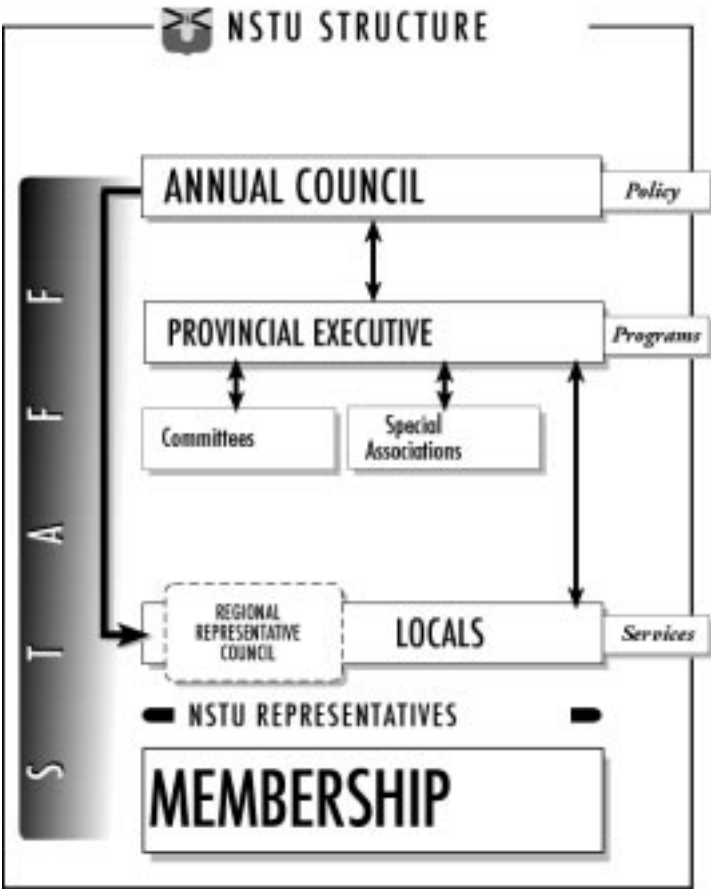 NSTU STRUCTURE
ANNUAL COUNCIL
Policy
PROVINCIAL EXECUTIVE
Programs
Committees
Special
Associations
STAFF
REGIONAL
REPRESENTATIVE
COUNCIL
LOCALS
Services
NSTU REPRESENTATIVES
MEMBERSHIP